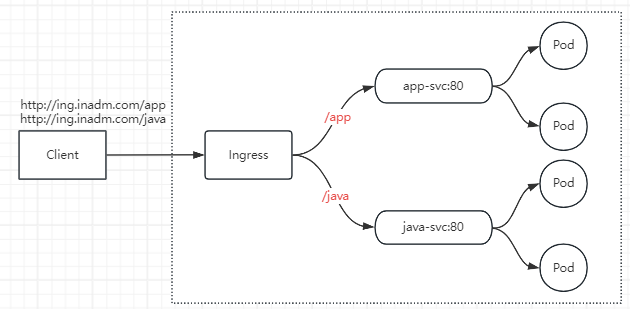 http://ing.inadm.com/app
http://ing.inadm.com/java
Client
Ingress
/app
/java
app-svc:80
java-svc:80
Pod
Pod
Pod
Pod